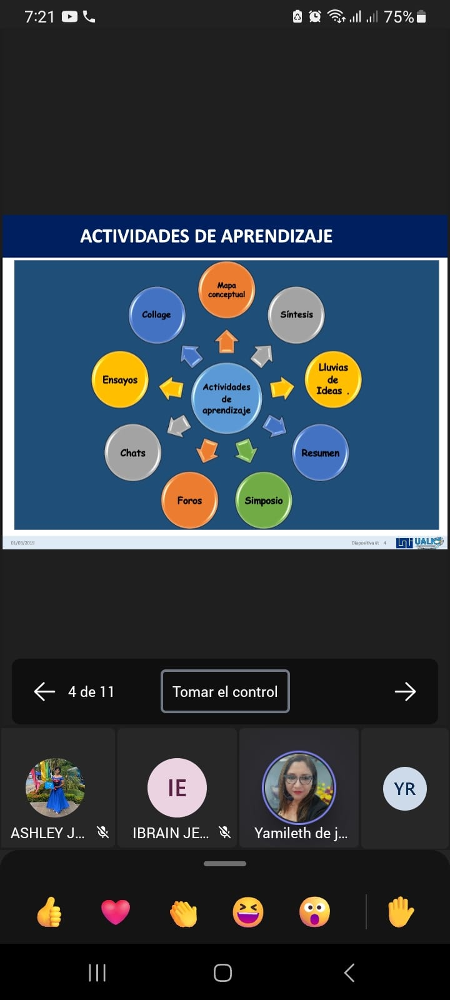 7:21
75%
ACTIVIDADES DE APRENDIZAJE
Mapa
conceptual
Collage
Síntesis
Ensayos
Actividades
de
aprendizaje
Lluvias
de
Ideas .
Chats
Resumen
Foros
Simposio
01/03/2019
Diapositiva #: 4
UNI
4 de 11
Tomar el control
IE
YR
ASHLEY J...
IBRAIN JE...
Yamileth de j...